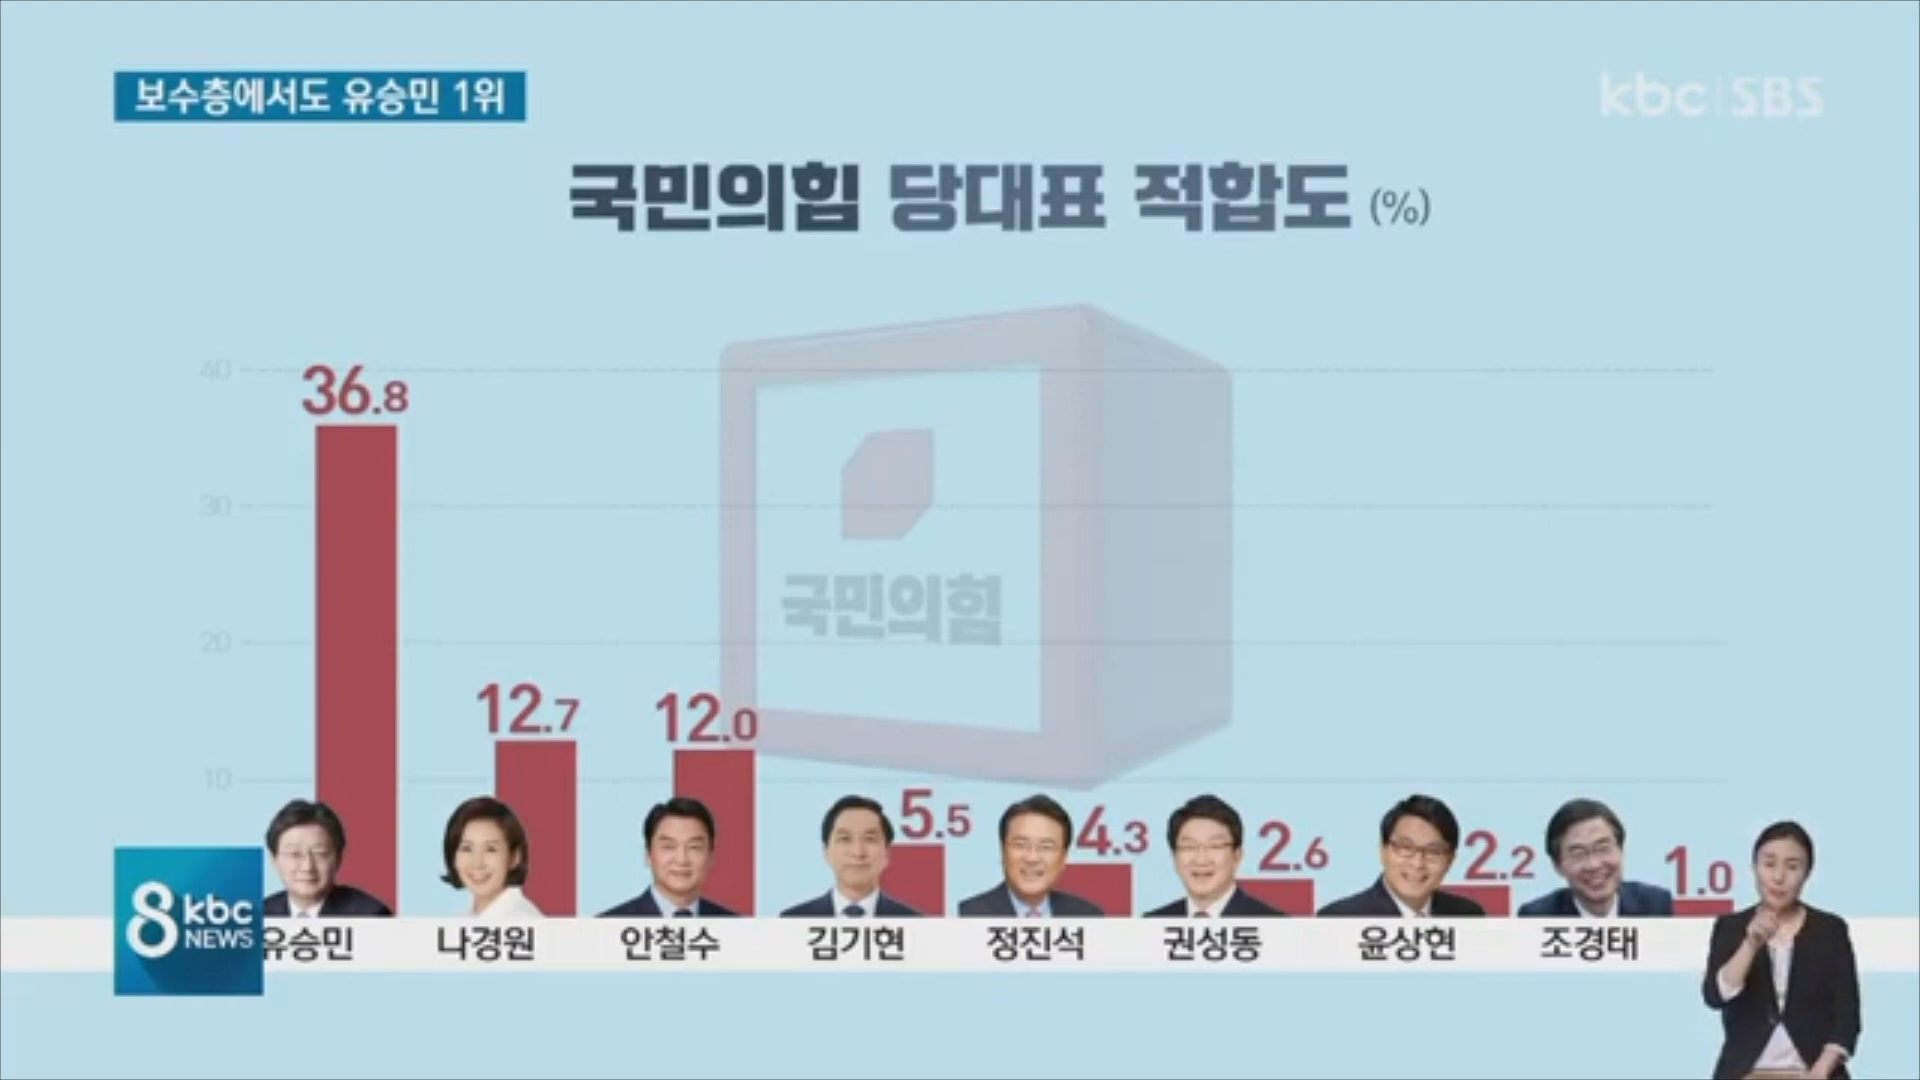 보수층에서도 유승민 1위
kbc SBS
국민의힘 당대표 적합도 (%)
40
36.8
30
국민의힘
20
12.7
12.0
10
5.5
4.3
2.6
2.2
1.0
8 kbc NEWS
유승민 나경원 안철수 김기현 정진석 권성동 윤상현 조경태